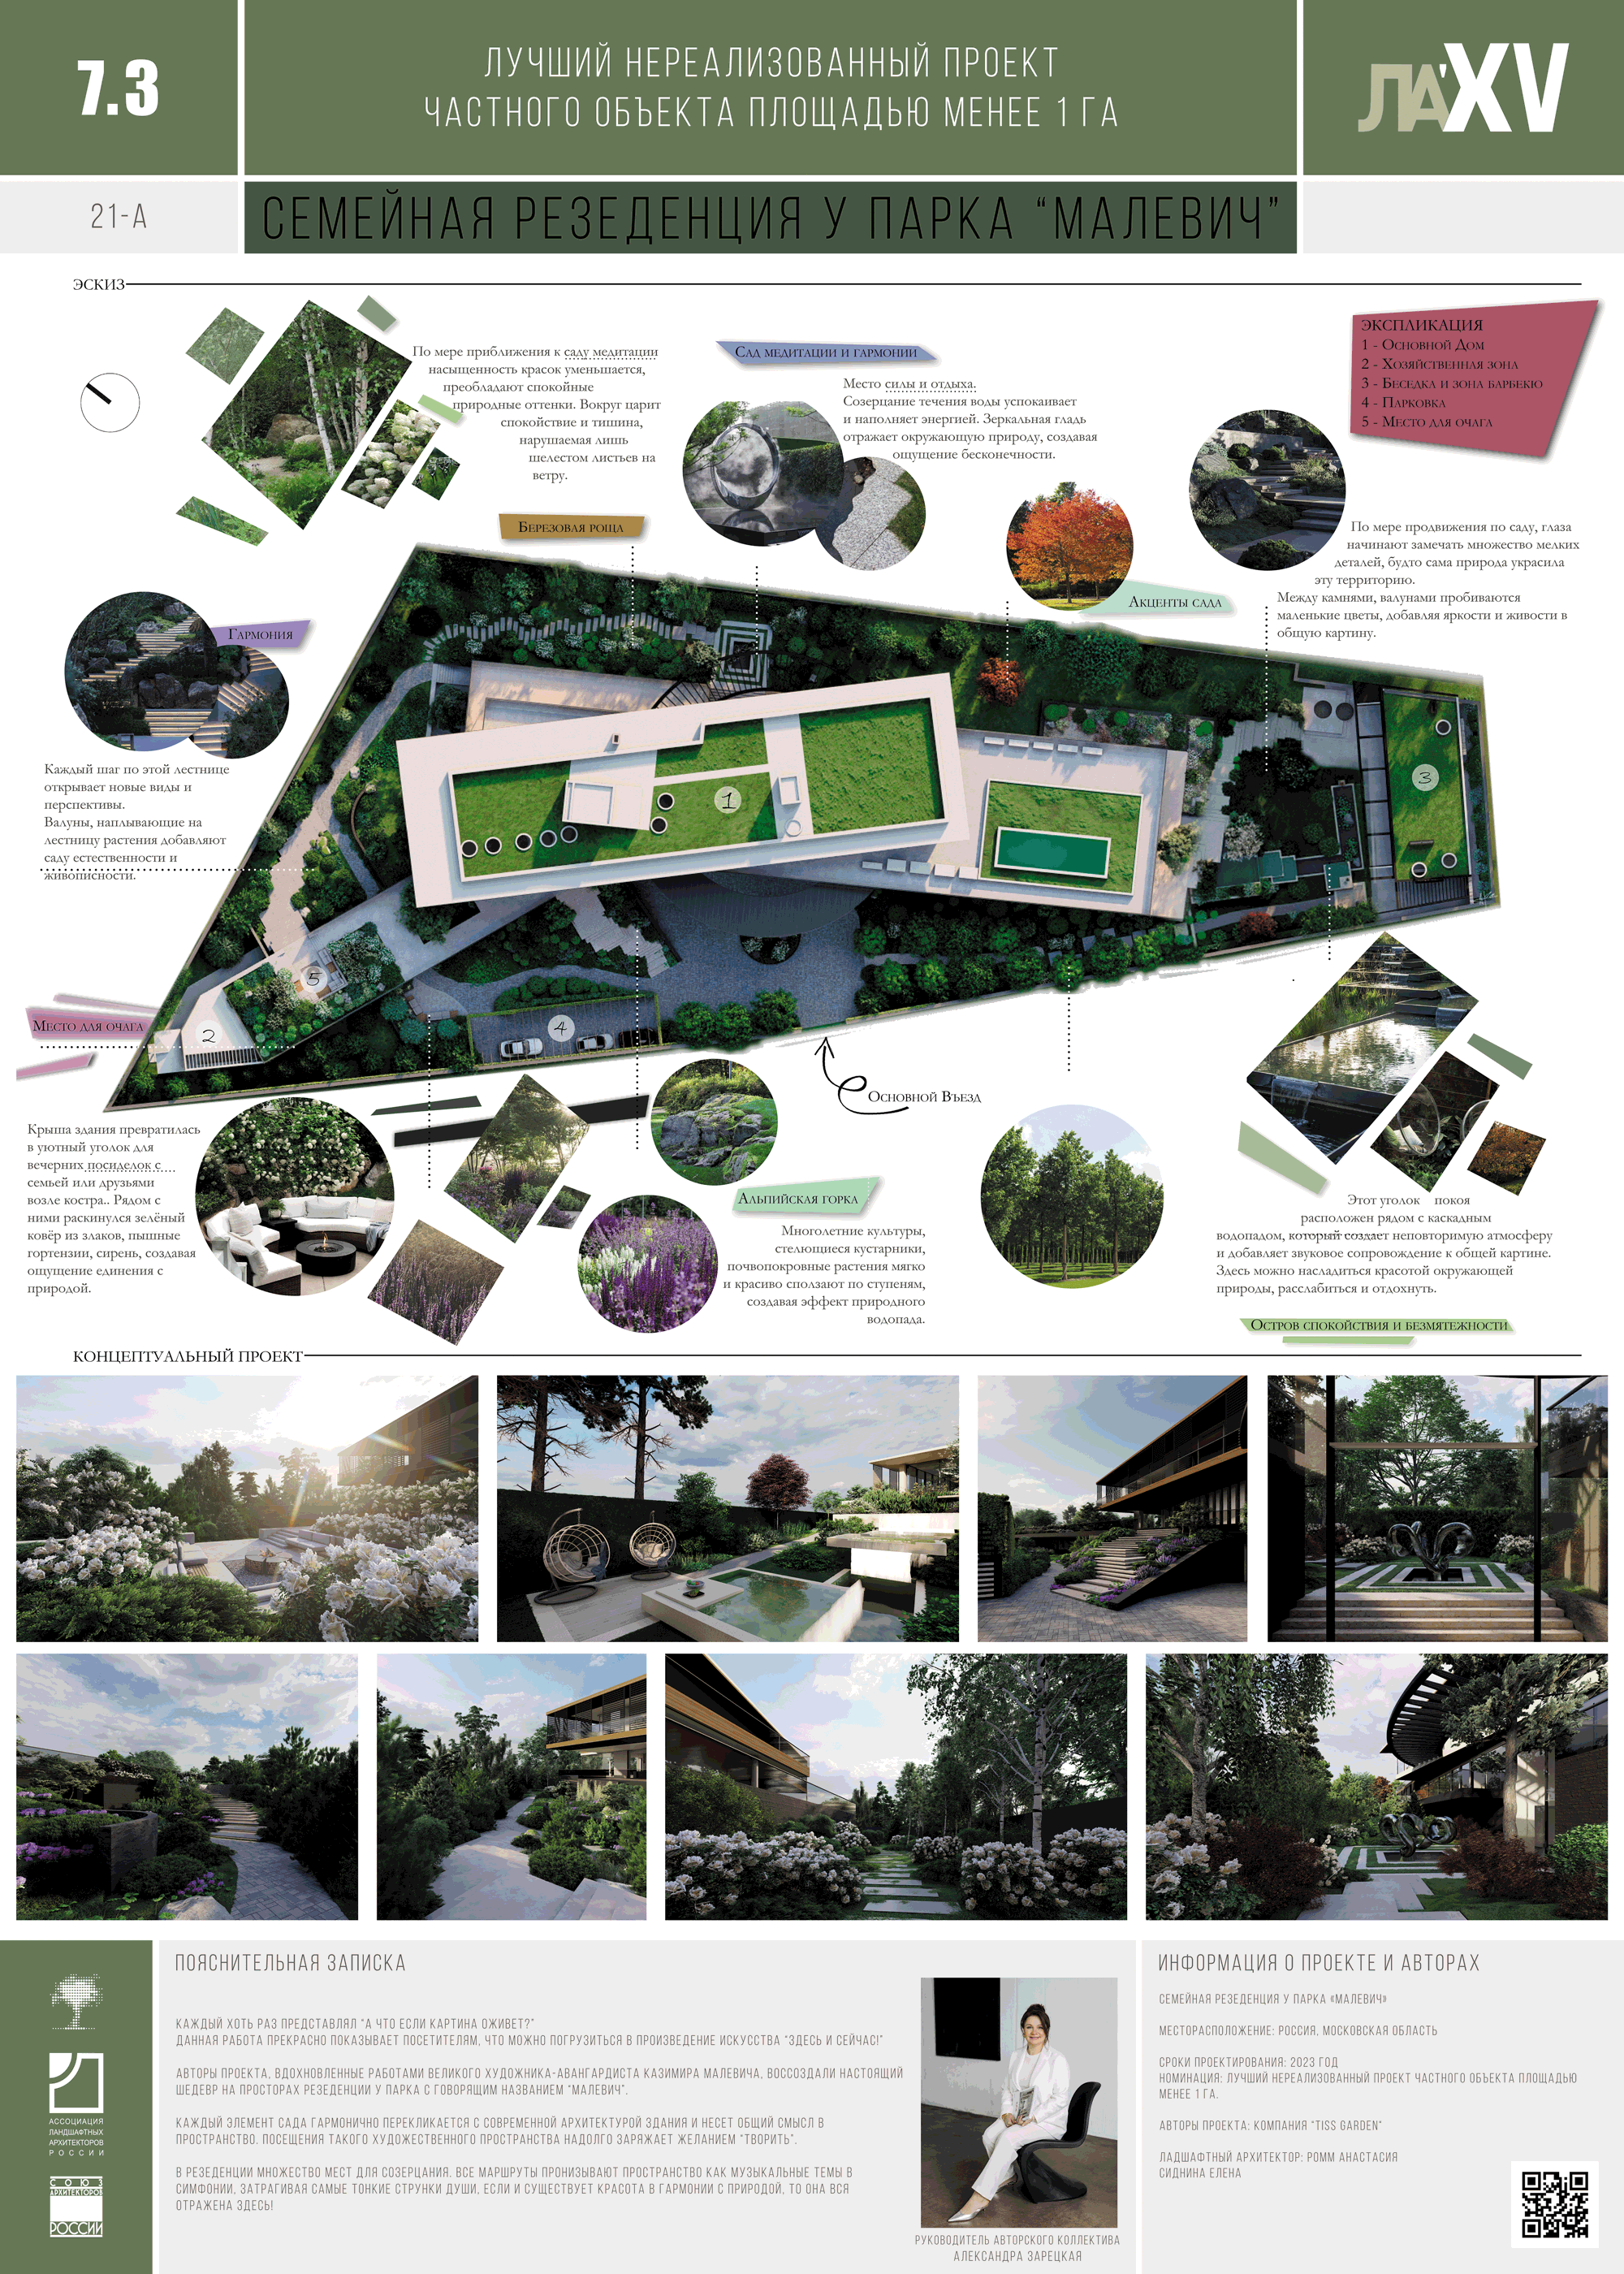 7.3
ЛУЧШИЙ НЕРЕАЛИЗОВАННЫЙ ПРОЕКТ
ЧАСТНОГО ОБЪЕКТА ПЛОЩАДЬЮ МЕНЕЕ 1 ГА
ЛА'XV
21-А
СЕМЕЙНАЯ РЕЗЕДЕНЦИЯ У ПАРКА “МАЛЕВИЧ”
ЭСКИЗ
По мере приближения к саду медитации
насыщенность красок уменьшается,
преобладают спокойные
природные оттенки. Вокруг царит
спокойствие и тишина,
нарушаемая лишь
шелестом листьев на
ветру.
Березовая роща
Сад медитации и гармонии
Место силы и отдыха.
Созерцание течения воды успокаивает
и наполняет энергией. Зеркальная гладь
отражает окружающую природу, создавая
ощущение бесконечности.
Акценты сада
ЭКСПЛИКАЦИЯ
1 - Основной Дом
2 - Хозяйственная зона
3 - Беседка и зона барбекю
4 - Парковка
5 - Место для очага
По мере продвижения по саду, глаза
начинают замечать множество мелких
деталей, будто сама природа украсила
эту территорию.
Между камнями, валунами пробиваются
маленькие цветы, добавляя яркости и живости в
общую картину.
Гармония
Каждый шаг по этой лестнице
открывает новые виды и
перспективы.
Валуны, наплывающие на
лестницу растения добавляют
саду естественности и
живописности.
1
3
5
2
4
Место для очага
Основной Въезд
Крыша здания превратилась
в уютный уголок для
вечерних посиделок с
семьей или друзьями
возле костра.. Рядом с
ними раскинулся зелёный
ковёр из злаков, пышные
гортензии, сирень, создавая
ощущение единения с
природой.
Альпийская горка
Многолетние культуры,
стелющиеся кустарники,
почвопокровные растения мягко
и красиво сползают по ступеням,
создавая эффект природного
водопада.
Этот уголок покоя
расположен рядом с каскадным
водопадом, который создает неповторимую атмосферу
и добавляет звуковое сопровождение к общей картине.
Здесь можно насладиться красотой окружающей
природы, расслабиться и отдохнуть.
Остров спокойствия и безмятежности
КОНЦЕПТУАЛЬНЫЙ ПРОЕКТ
АССОЦИАЦИЯ
ЛАНДШАФТНЫХ
АРХИТЕКТОРОВ
РОССИИ
СОЮЗ
АРХИТЕКТОРОВ
РОССИИ
ПОЯСНИТЕЛЬНАЯ ЗАПИСКА
КАЖДЫЙ ХОТЬ РАЗ ПРЕДСТАВЛЯЛ "А ЧТО ЕСЛИ КАРТИНА ОЖИВЕТ?"
ДАННАЯ РАБОТА ПРЕКРАСНО ПОКАЗЫВАЕТ ПОСЕТИТЕЛЯМ, ЧТО МОЖНО ПОГРУЗИТЬСЯ В ПРОИЗВЕДЕНИЕ ИСКУССТВА "ЗДЕСЬ И СЕЙЧАС!"
АВТОРЫ ПРОЕКТА, ВДОХНОВЛЕННЫЕ РАБОТАМИ ВЕЛИКОГО ХУДОЖНИКА-АВАНГАРДИСТА КАЗИМИРА МАЛЕВИЧА, ВОССОЗДАЛИ НАСТОЯЩИЙ
ШЕДЕВР НА ПРОСТОРАХ РЕЗЕДЕНЦИИ У ПАРКА С ГОВОРЯЩИМ НАЗВАНИЕМ "МАЛЕВИЧ".
КАЖДЫЙ ЭЛЕМЕНТ САДА ГАРМОНИЧНО ПЕРЕКЛИКАЕТСЯ С СОВРЕМЕННОЙ АРХИТЕКТУРОЙ ЗДАНИЯ И НЕСЕТ ОБЩИЙ СМЫСЛ В
ПРОСТРАНСТВО. ПОСЕЩЕНИЯ ТАКОГО ХУДОЖЕСТВЕННОГО ПРОСТРАНСТВА НАДОЛГО ЗАРЯЖАЕТ ЖЕЛАНИЕМ "ТВОРИТЬ".
В РЕЗЕДЕНЦИИ МНОЖЕСТВО МЕСТ ДЛЯ СОЗЕРЦАНИЯ. ВСЕ МАРШРУТЫ ПРОНИЗЫВАЮТ ПРОСТРАНСТВО КАК МУЗЫКАЛЬНЫЕ ТЕМЫ В
СИМФОНИИ, ЗАТРАГИВАЯ САМЫЕ ТОНКИЕ СТРУНКИ ДУШИ, ЕСЛИ И СУЩЕСТВУЕТ КРАСОТА В ГАРМОНИИ С ПРИРОДОЙ, ТО ОНА ВСЯ
ОТРАЖЕНА ЗДЕСЬ!
РУКОВОДИТЕЛЬ АВТОРСКОГО КОЛЛЕКТИВА
АЛЕКСАНДРА ЗАРЕЦКАЯ
ИНФОРМАЦИЯ О ПРОЕКТЕ И АВТОРАХ
СЕМЕЙНАЯ РЕЗЕДЕНЦИЯ У ПАРКА «МАЛЕВИЧ»
МЕСТОРАСПОЛОЖЕНИЕ: РОССИЯ, МОСКОВСКАЯ ОБЛАСТЬ
СРОКИ ПРОЕКТИРОВАНИЯ: 2023 ГОД
НОМИНАЦИЯ: ЛУЧШИЙ НЕРЕАЛИЗОВАННЫЙ ПРОЕКТ ЧАСТНОГО ОБЪЕКТА ПЛОЩАДЬЮ
МЕНЕЕ 1 ГА.
АВТОРЫ ПРОЕКТА: КОМПАНИЯ "TISS GARDEN"
ЛАДШАФТНЫЙ АРХИТЕКТОР: РОММ АНАСТАСИЯ
СИДНИНА ЕЛЕНА